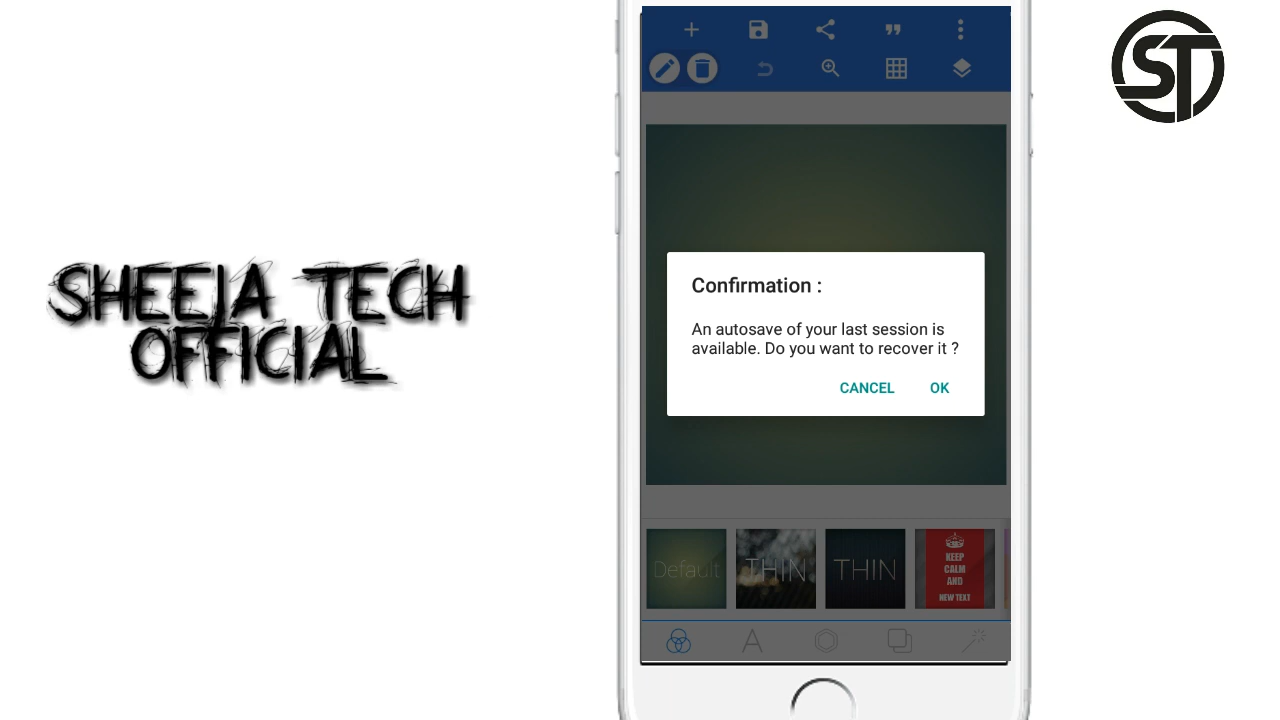 ST
SHEEJA TECH
OFFICIAL
Confirmation :
An autosave of your last session is
available. Do you want to recover it ?
CANCEL OK
Default
THIN
THIN
KEEP
CALM
AND
NEW TEXT
A